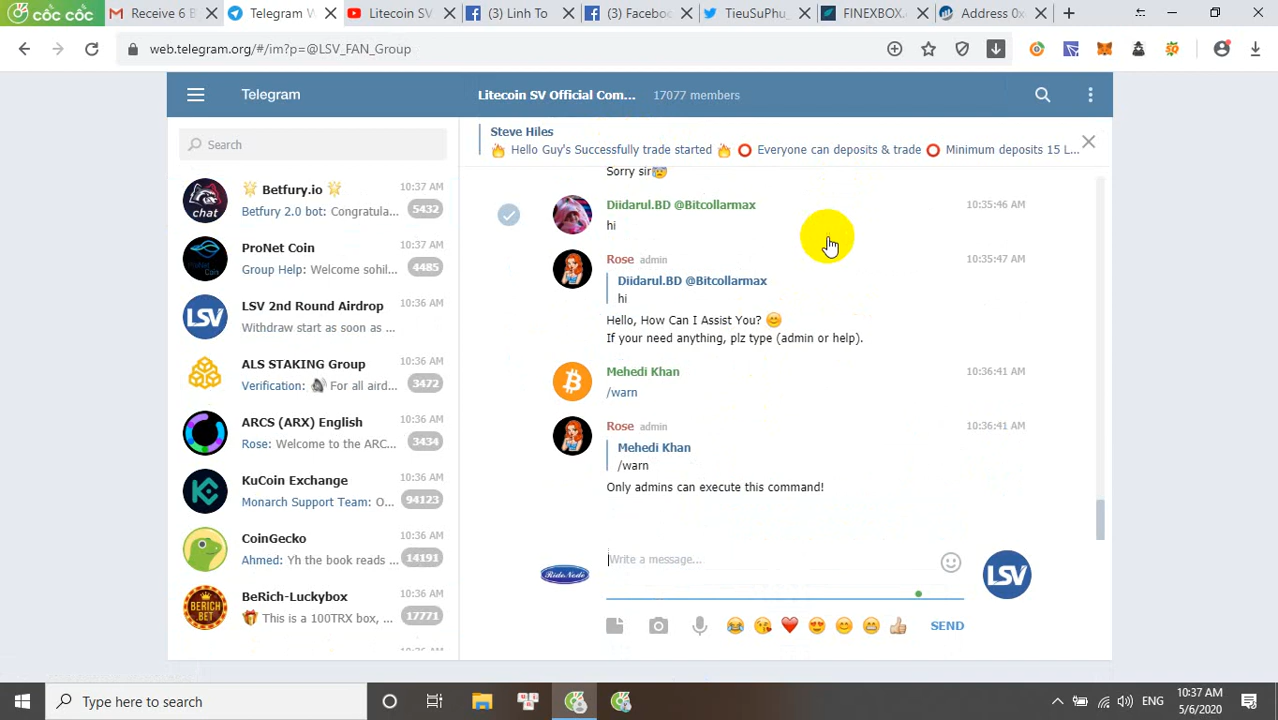 cốc cốc
Receive 6 B
Telegram W
Litecoin SV
(3) Linh To
(3) Facebo
TieuSuPhu_
FINEXBOX.
Address 0x
web.telegram.org/#/im?p=@LSV_FAN_Group
Telegram
Litecoin SV Official Com... 17077 members
Search
Betfury.io 10:37 AM
Betfury 2.0 bot: Congratula... 5432
chat
ProNet Coin 10:37 AM
Group Help: Welcome sohil... 4485
LSV 2nd Round Airdrop 10:36 AM
Withdraw start as soon as ...
LSV
ALS STAKING Group 10:36 AM
Verification: 📢 For all aird... 3472
ARCS (ARX) English 10:36 AM
Rose: Welcome to the ARC... 3434
KuCoin Exchange 10:36 AM
Monarch Support Team: O... 94123
CoinGecko 10:36 AM
Ahmed: Yh the book reads ... 14191
BeRich-Luckybox 10:36 AM
🎁 This is a 100TRX box, ... 17771
BERICH.BET
10:36 AM
Steve Hiles
🔥 Hello Guy's Successfully trade started 🔥 ⭕ Everyone can deposits & trade ⭕ Minimum deposits 15 L...
Sorry sir😰
Diidarul.BD @Bitcollarmax 10:35:46 AM
hi
Rose admin 10:35:47 AM
Diidarul.BD @Bitcollarmax
hi
Hello, How Can I Assist You? 😊
If your need anything, plz type (admin or help).
Mehedi Khan 10:36:41 AM
/warn
Rose admin 10:36:41 AM
Mehedi Khan
/warn
Only admins can execute this command!
Write a message...
RideNode
LSV
SEND
Type here to search
ENG
10:37 AM
5/6/2020